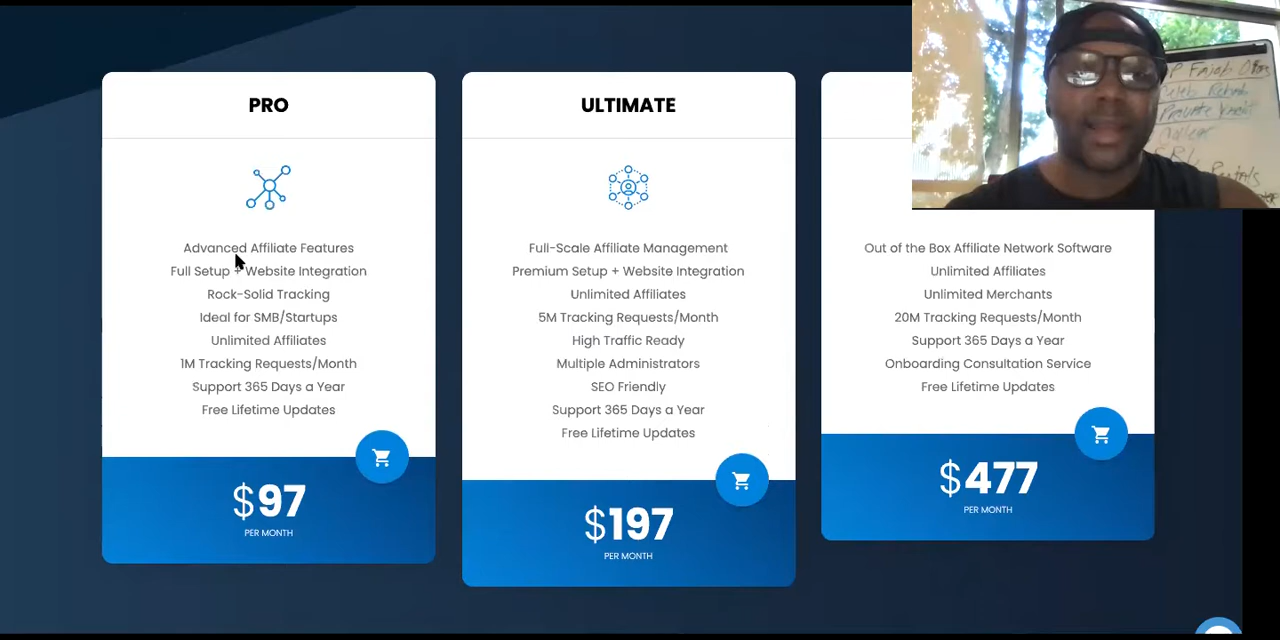 PRO
Advanced Affiliate Features
Full Setup + Website Integration
Rock-Solid Tracking
Ideal for SMB/Startups
Unlimited Affiliates
1M Tracking Requests/Month
Support 365 Days a Year
Free Lifetime Updates
$97
PER MONTH
ULTIMATE
Full-Scale Affiliate Management
Premium Setup + Website Integration
Unlimited Affiliates
5M Tracking Requests/Month
High Traffic Ready
Multiple Administrators
SEO Friendly
Support 365 Days a Year
Free Lifetime Updates
$197
PER MONTH
Out of the Box Affiliate Network Software
Unlimited Affiliates
Unlimited Merchants
20M Tracking Requests/Month
Support 365 Days a Year
Onboarding Consultation Service
Free Lifetime Updates
$477
PER MONTH